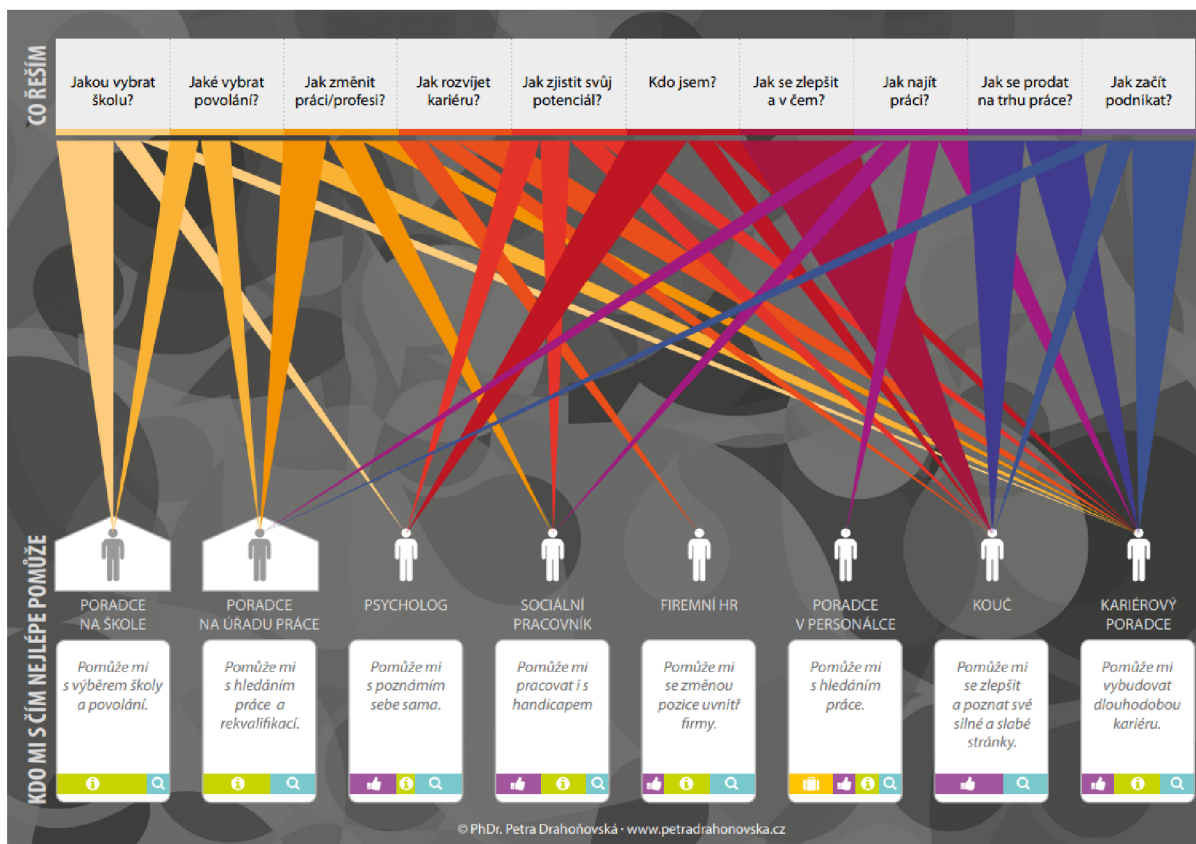 CO ŘEŠÍM
Jakou vybrat
školu?
Jaké vybrat
povolání?
Jak změnit
práci/profesi?
Jak rozvíjet
kariéru?
Jak zjistit svůj
potenciál?
Kdo jsem?
Jak se zlepšit
a v čem?
Jak najít
práci?
Jak se prodat
na trhu práce?
Jak začít
podnikat?
KDO MI S ČÍM NEJLÉPE POMŮŽE
PORADCE
NA ŠKOLE
PORADCE
NA ÚŘADU PRÁCE
PSYCHOLOG
SOCIÁLNÍ
PRACOVNÍK
FIREMNÍ HR
PORADCE
V PERSONÁLCE
KOUČ
KARIÉROVÝ
PORADCE
Pomůže mi
s výběrem školy
a povolání.
Pomůže mi
s hledáním
práce a
rekvalifikací.
Pomůže mi
s poznámím
sebe sama.
Pomůže mi
pracovat i s
handicapem
Pomůže mi
se změnou
pozice uvnitř
firmy.
Pomůže mi
s hledáním
práce.
Pomůže mi
se zlepšit
a poznat své
silné a slabé
stránky.
Pomůže mi
vybudovat
dlouhodobou
kariéru.
© PhDr. Petra Drahoňovská · www.petradrahonovska.cz